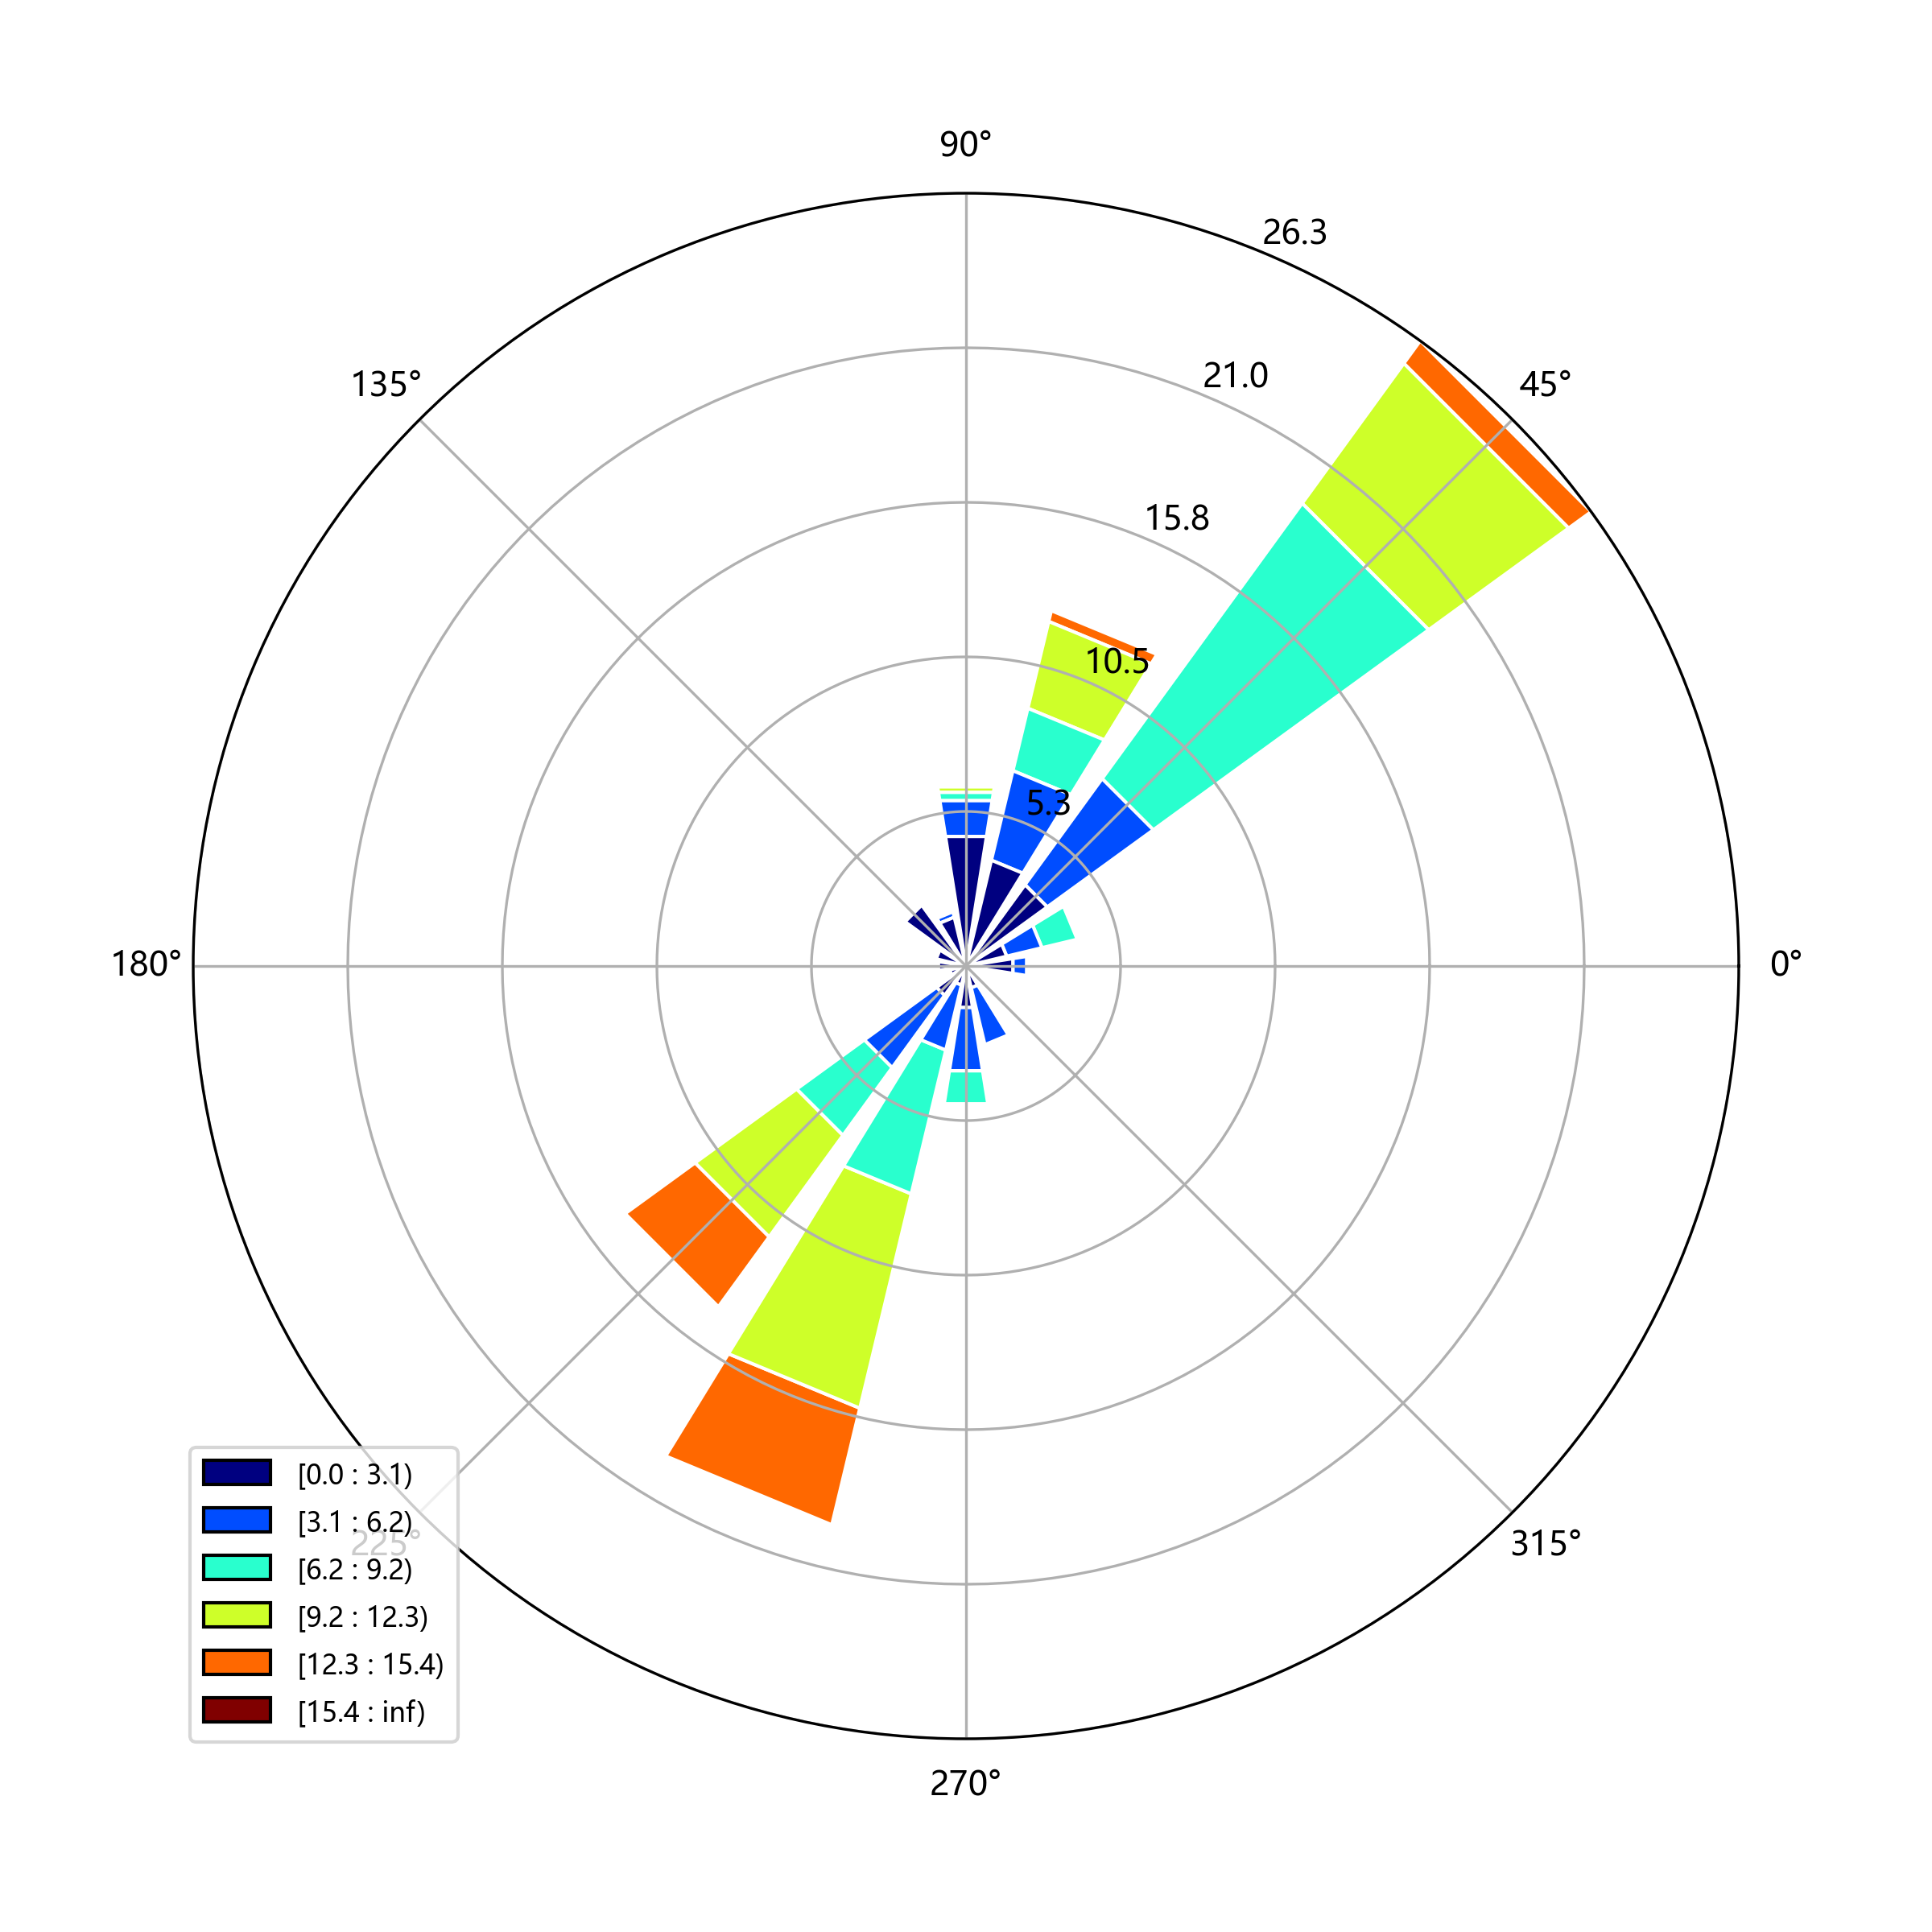 90°
26.3
135°
21.0
45°
15.8
10.5
5.3
180°
0°
[0.0 : 3.1)
[3.1 : 6.2)
225°
315°
[6.2 : 9.2)
[9.2 : 12.3)
[12.3 : 15.4)
[15.4 : inf)
270°